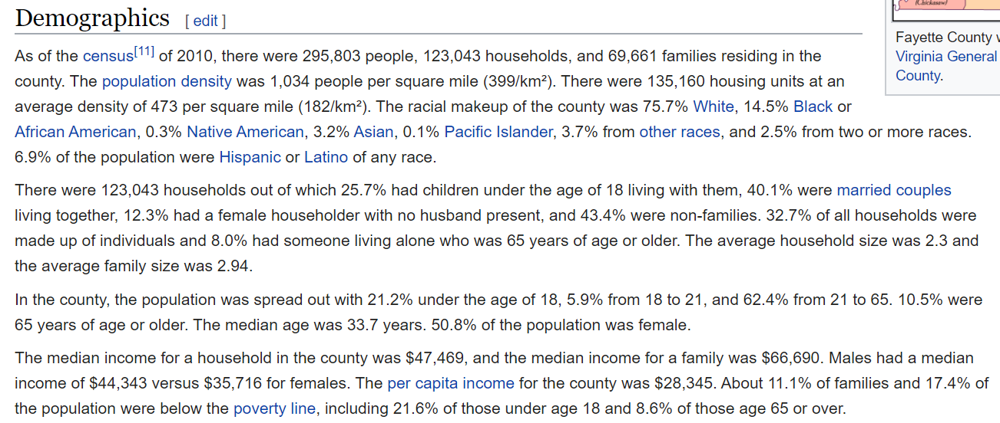 (Chickasaw)
Demographics [ edit ]
Fayette County
As of the census[11] of 2010, there were 295,803 people, 123,043 households, and 69,661 families residing in the
Virginia General
county. The population density was 1,034 people per square mile (399/km²). There were 135,160 housing units at an
County.
average density of 473 per square mile (182/km²). The racial makeup of the county was 75.7% White, 14.5% Black or
African American, 0.3% Native American, 3.2% Asian, 0.1% Pacific Islander, 3.7% from other races, and 2.5% from two or more races.
6.9% of the population were Hispanic or Latino of any race.
There were 123,043 households out of which 25.7% had children under the age of 18 living with them, 40.1% were married couples
living together, 12.3% had a female householder with no husband present, and 43.4% were non-families. 32.7% of all households were
made up of individuals and 8.0% had someone living alone who was 65 years of age or older. The average household size was 2.3 and
the average family size was 2.94.
In the county, the population was spread out with 21.2% under the age of 18, 5.9% from 18 to 21, and 62.4% from 21 to 65. 10.5% were
65 years of age or older. The median age was 33.7 years. 50.8% of the population was female.
The median income for a household in the county was $47,469, and the median income for a family was $66,690. Males had a median
income of $44,343 versus $35,716 for females. The per capita income for the county was $28,345. About 11.1% of families and 17.4% of
the population were below the poverty line, including 21.6% of those under age 18 and 8.6% of those age 65 or over.